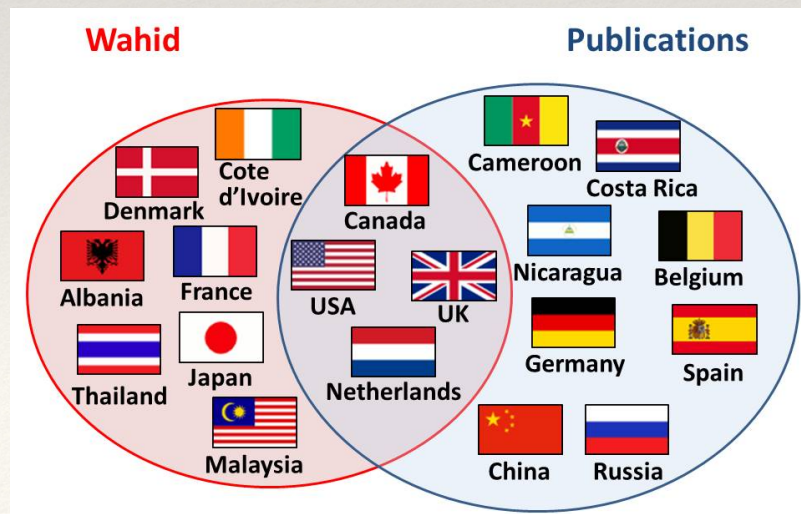 Wahid
Publications
Cote
d'Ivoire
Denmark
Albania
France
Thailand
Japan
Malaysia
Canada
USA
UK
Netherlands
Cameroon
Costa Rica
Nicaragua
Belgium
Germany
Spain
China
Russia